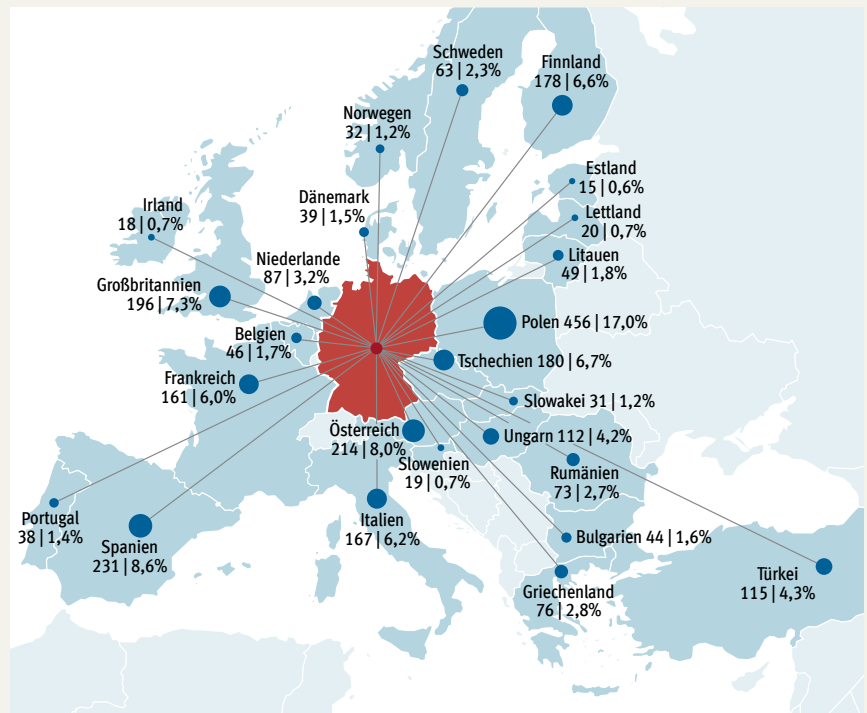 Schweden
63 | 2,3%
Finnland
178 | 6,6%
Norwegen
32 | 1,2%
Estland
15 | 0,6%
Irland
18 | 0,7%
Dänemark
39 | 1,5%
Lettland
20 | 0,7%
Niederlande
87 | 3,2%
Litauen
49 | 1,8%
Großbritannien
196 | 7,3%
Polen 456 | 17,0%
Belgien
46 | 1,7%
Tschechien 180 | 6,7%
Frankreich
161 | 6,0%
Slowakei 31 | 1,2%
Österreich
214 | 8,0%
Ungarn 112 | 4,2%
Slowenien
19 | 0,7%
Rumänien
73 | 2,7%
Portugal
38 | 1,4%
Spanien
231 | 8,6%
Italien
167 | 6,2%
Bulgarien 44 | 1,6%
Griechenland
76 | 2,8%
Türkei
115 | 4,3%